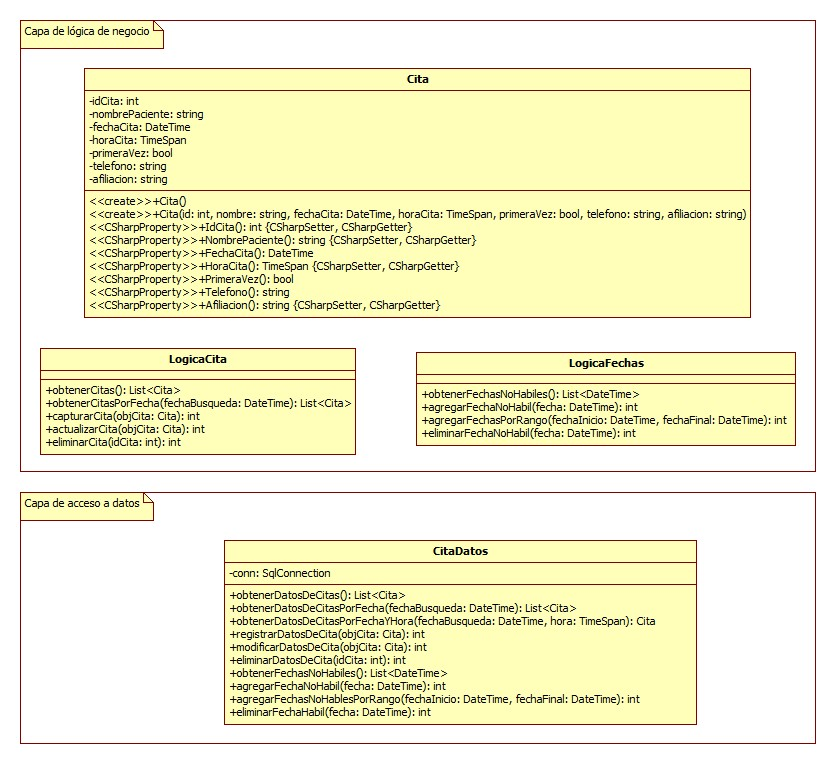 Capa de lógica de negocio
Cita
-idCita: int
-nombrePaciente: string
-fechaCita: DateTime
-horaCita: TimeSpan
-primeraVez: bool
-telefono: string
-afiliacion: string
<<create>>+Cita()
<<create>>+Cita(id: int, nombre: string, fechaCita: DateTime, horaCita: TimeSpan, primeraVez: bool, telefono: string, afiliacion: string)
<<CSharpProperty>>+IdCita(): int {CSharpSetter, CSharpGetter}
<<CSharpProperty>>+NombrePaciente(): string {CSharpSetter, CSharpGetter}
<<CSharpProperty>>+FechaCita(): DateTime
<<CSharpProperty>>+HoraCita(): TimeSpan {CSharpSetter, CSharpGetter}
<<CSharpProperty>>+PrimeraVez(): bool
<<CSharpProperty>>+Telefono(): string
<<CSharpProperty>>+Afiliacion(): string {CSharpSetter, CSharpGetter}
LogicaCita
+obtenerCitas(): List<Cita>
+obtenerCitasPorFecha(fechaBusqueda: DateTime): List<Cita>
+capturarCita(objCita: Cita): int
+actualizarCita(objCita: Cita): int
+eliminarCita(idCita: int): int
LogicaFechas
+obtenerFechasNoHabiles(): List<DateTime>
+agregarFechaNoHabil(fecha: DateTime): int
+agregarFechasPorRango(fechaInicio: DateTime, fechaFinal: DateTime): int
+eliminarFechaNoHabil(fecha: DateTime): int
Capa de acceso a datos
CitaDatos
-conn: SqlConnection
+obtenerDatosDeCitas(): List<Cita>
+obtenerDatosDeCitasPorFecha(fechaBusqueda: DateTime): List<Cita>
+obtenerDatosDeCitasPorFechaYHora(fechaBusqueda: DateTime, hora: TimeSpan): Cita
+registrarDatosDeCita(objCita: Cita): int
+modificarDatosDeCita(objCita: Cita): int
+eliminarDatosDeCita(idCita: int): int
+obtenerFechasNoHabiles(): List<DateTime>
+agregarFechaNoHabil(fecha: DateTime): int
+agregarFechasNoHablesPorRango(fechaInicio: DateTime, fechaFinal: DateTime): int
+eliminarFechaHabil(fecha: DateTime): int